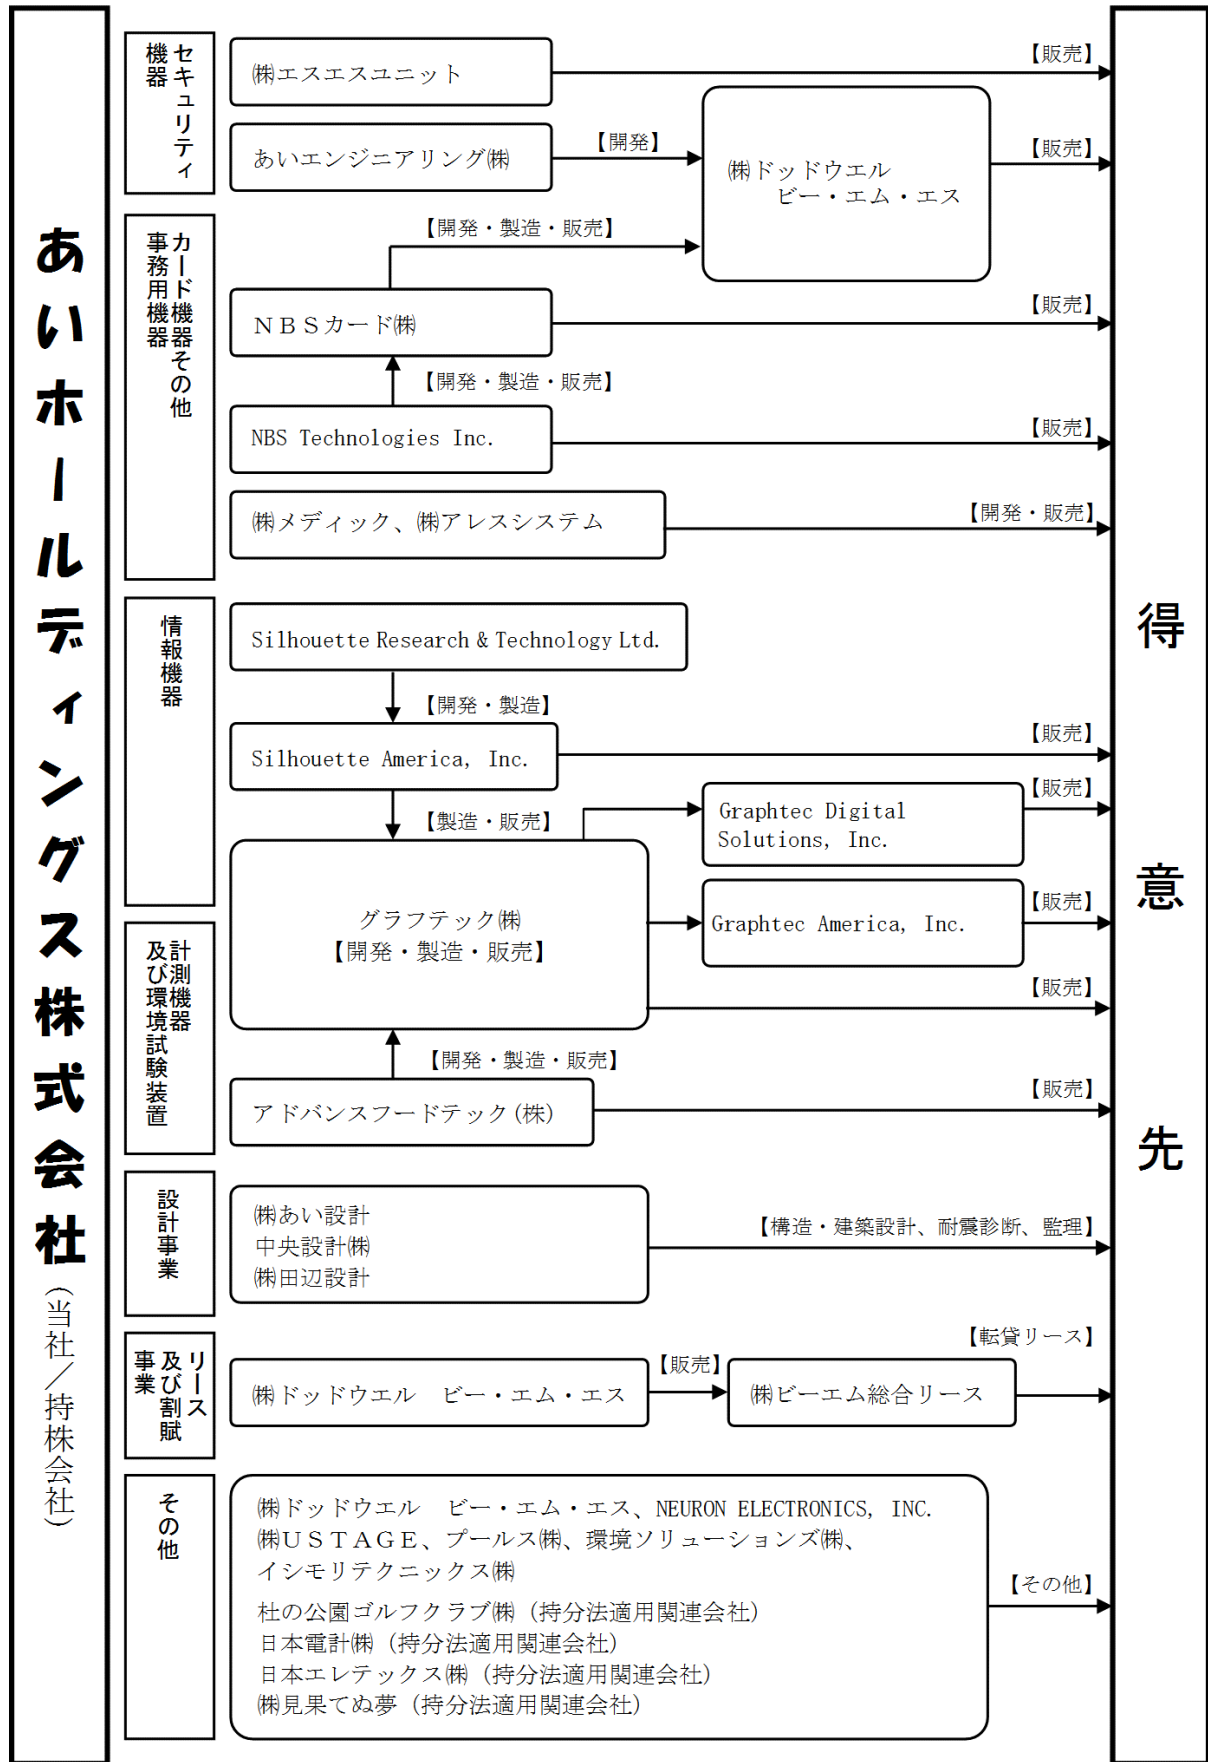 あいホールディングス株式会社(当社／持株会社)
セキュリティ
機器
㈱エスエスユニット
【販売】
あいエンジニアリング㈱
【開発】
㈱ドッドウエル
ビー・エム・エス
【販売】
カード機器その他
事務用機器
【開発・製造・販売】
ＮＢＳカード㈱
【販売】
【開発・製造・販売】
NBS Technologies Inc.
【販売】
㈱メディック、㈱アレスシステム
【開発・販売】
情報機器
Silhouette Research & Technology Ltd.
【開発・製造】
Silhouette America, Inc.
【販売】
【製造・販売】
Graphtec Digital
Solutions, Inc.
【販売】
グラフテック㈱
【開発・製造・販売】
Graphtec America, Inc.
【販売】
【販売】
計測機器
及び環境試験装置
【開発・製造・販売】
アドバンスフードテック(株)
【販売】
設計事業
㈱あい設計
中央設計㈱
㈱田辺設計
【構造・建築設計、耐震診断、監理】
リース
及び割賦
事業
㈱ドッドウエル　ビー・エム・エス
【販売】
㈱ビーエム総合リース
【転貸リース】
その他
㈱ドッドウエル　ビー・エム・エス、NEURON ELECTRONICS, INC.
㈱ＵＳＴＡＧＥ、プールス㈱、環境ソリューションズ㈱、
イシモリテクニックス㈱
杜の公園ゴルフクラブ㈱（持分法適用関連会社）
日本電計㈱（持分法適用関連会社）
日本エレテックス㈱（持分法適用関連会社）
㈱見果てぬ夢（持分法適用関連会社）
【その他】
得意先